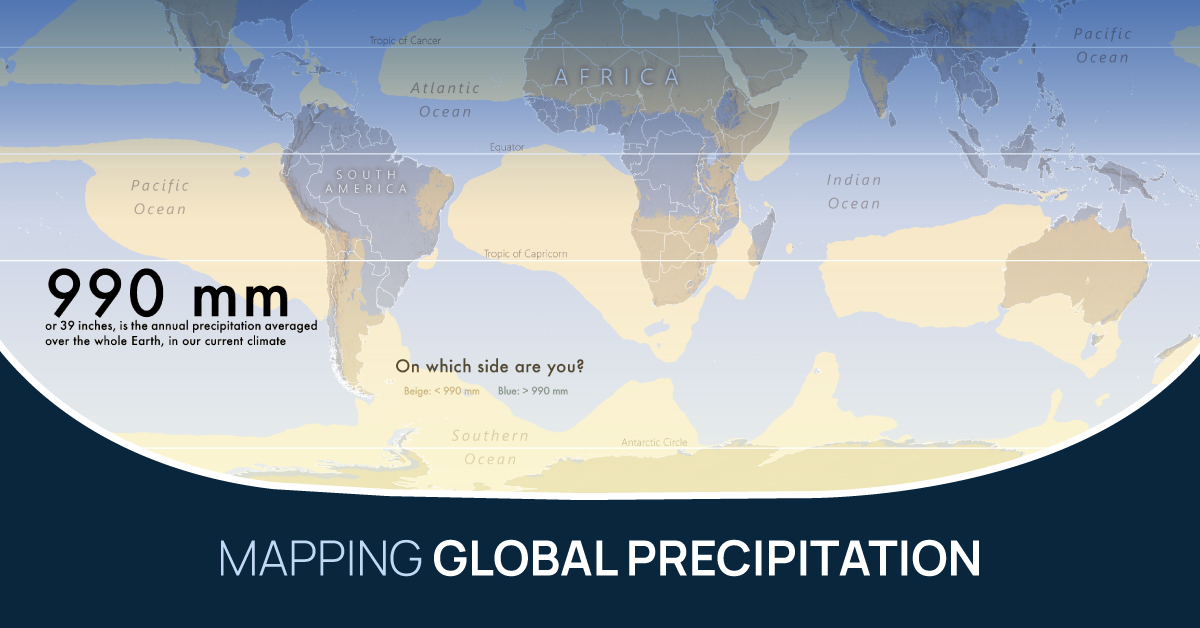 Pacific
Ocean
Tropic of Cancer
AFRICA
Atlantic
Ocean
Equator
SOUTH
AMERICA
Pacific
Ocean
Indian
Ocean
Tropic of Capricorn
990 mm
or 39 inches, is the annual precipitation averaged
over the whole Earth, in our current climate
On which side are you?
Beige: < 990 mm Blue: > 990 mm
Southern
Ocean
Antarctic Circle
MAPPING GLOBAL PRECIPITATION